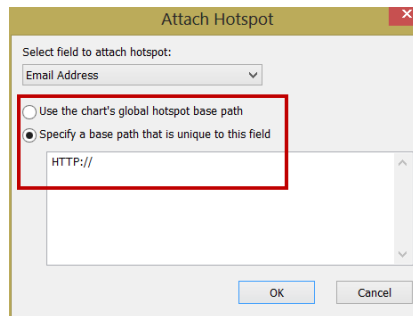 Attach Hotspot
Select field to attach hotspot:
Email Address
Use the chart's global hotspot base path
Specify a base path that is unique to this field
HTTP://
OK
Cancel